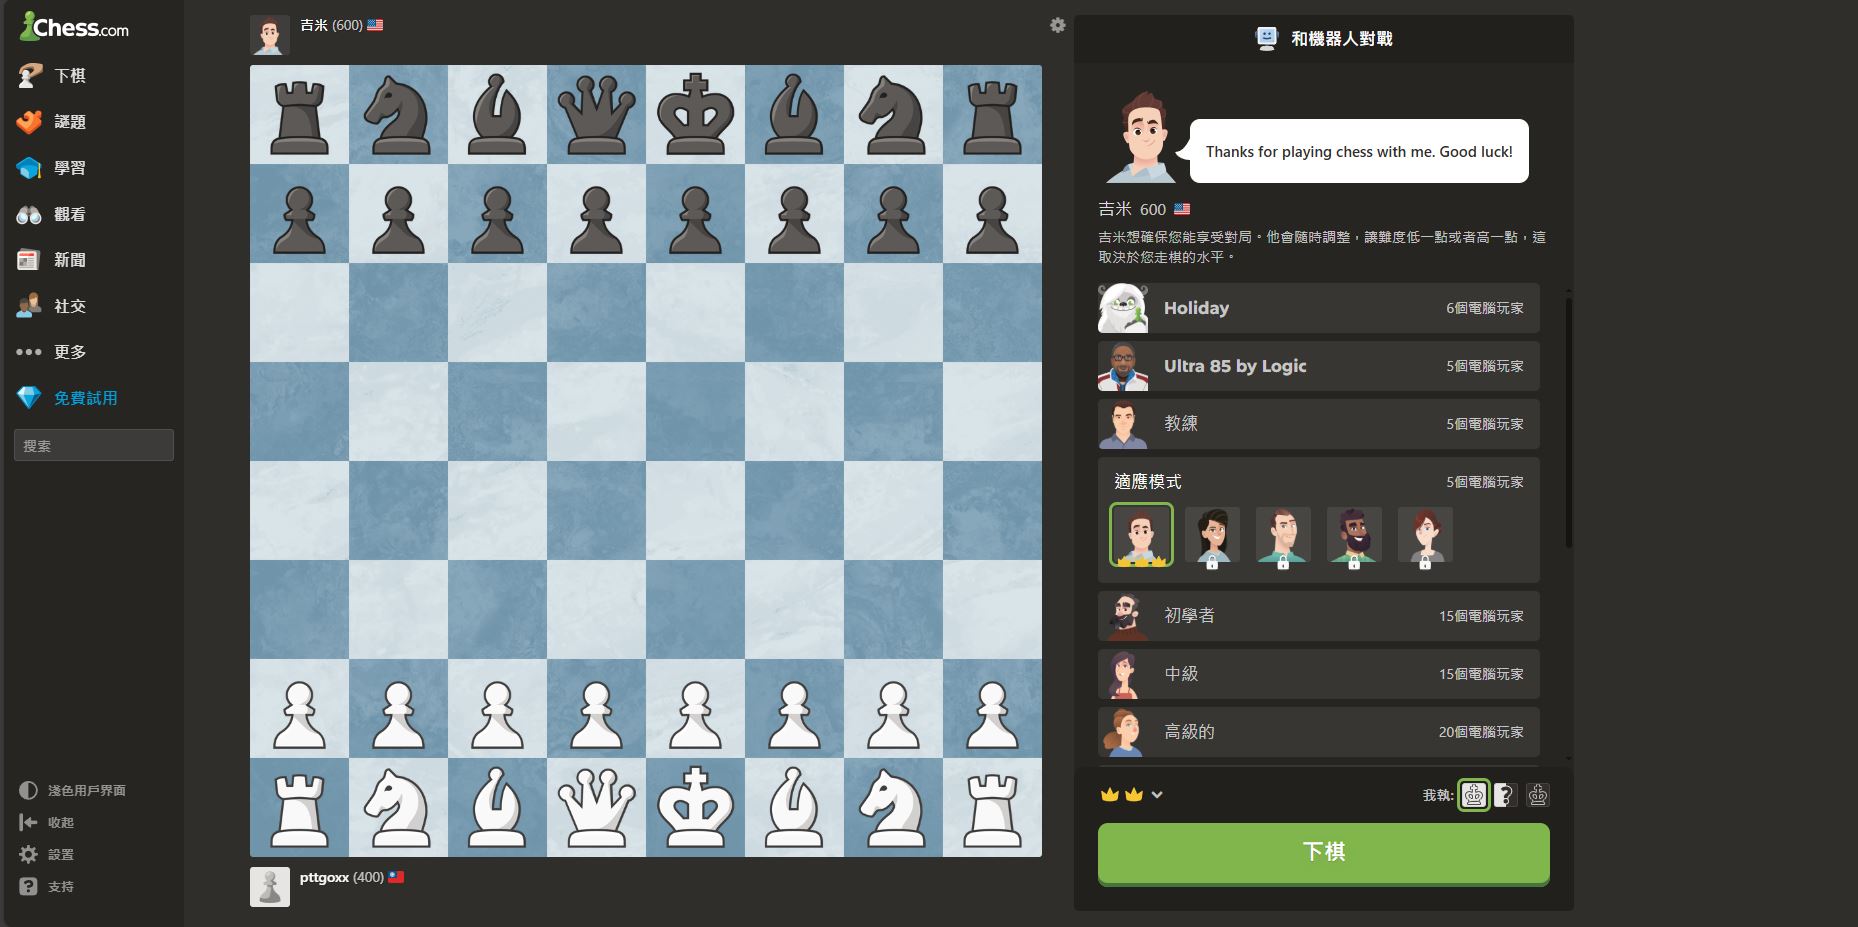 Chess.com
下棋
謎題
學習
觀看
新聞
社交
更多
免費試用
搜索
淺色用戶界面
收起
設置
支持
吉米 (600)
pttgoxx (400)
和機器人對戰
Thanks for playing chess with me. Good luck!
吉米 600
吉米想確保您能享受對局。他會隨時調整，讓難度低一點或者高一點，這
取決於您走棋的水平。
Holiday 6個電腦玩家
Ultra 85 by Logic 5個電腦玩家
教練 5個電腦玩家
適應模式 5個電腦玩家
初學者 15個電腦玩家
中級 15個電腦玩家
高級的 20個電腦玩家
我執: ?
下棋